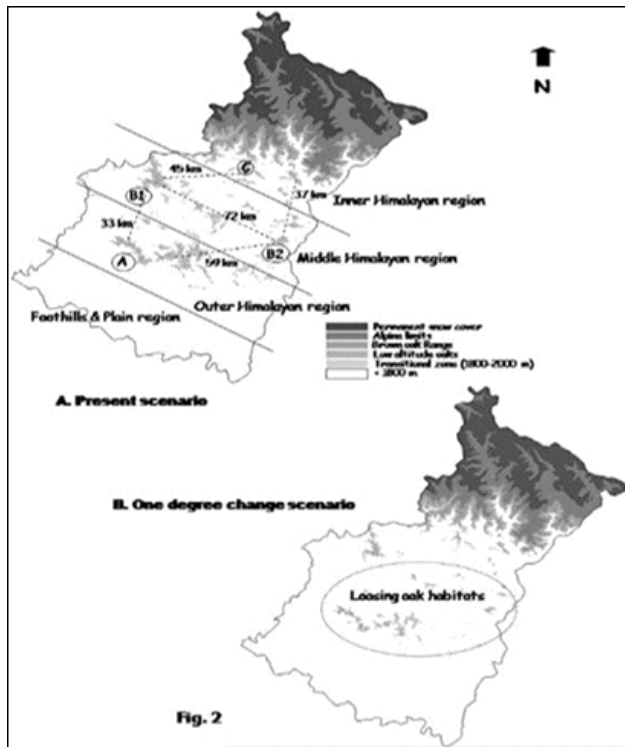 N
45 km
C
B1
37 km
Inner Himalayan region
72 km
33 km
B2
Middle Himalayan region
A
59 km
Outer Himalayan region
Foothills & Plain region
Permanent snow cover
Alpine limits
Brown oak Range
Low altitude oaks
Transitional zone (1800-2000 m)
< 1800 m
A. Present scenario
B. One degree change scenario
Loosing oak habitats
Fig. 2